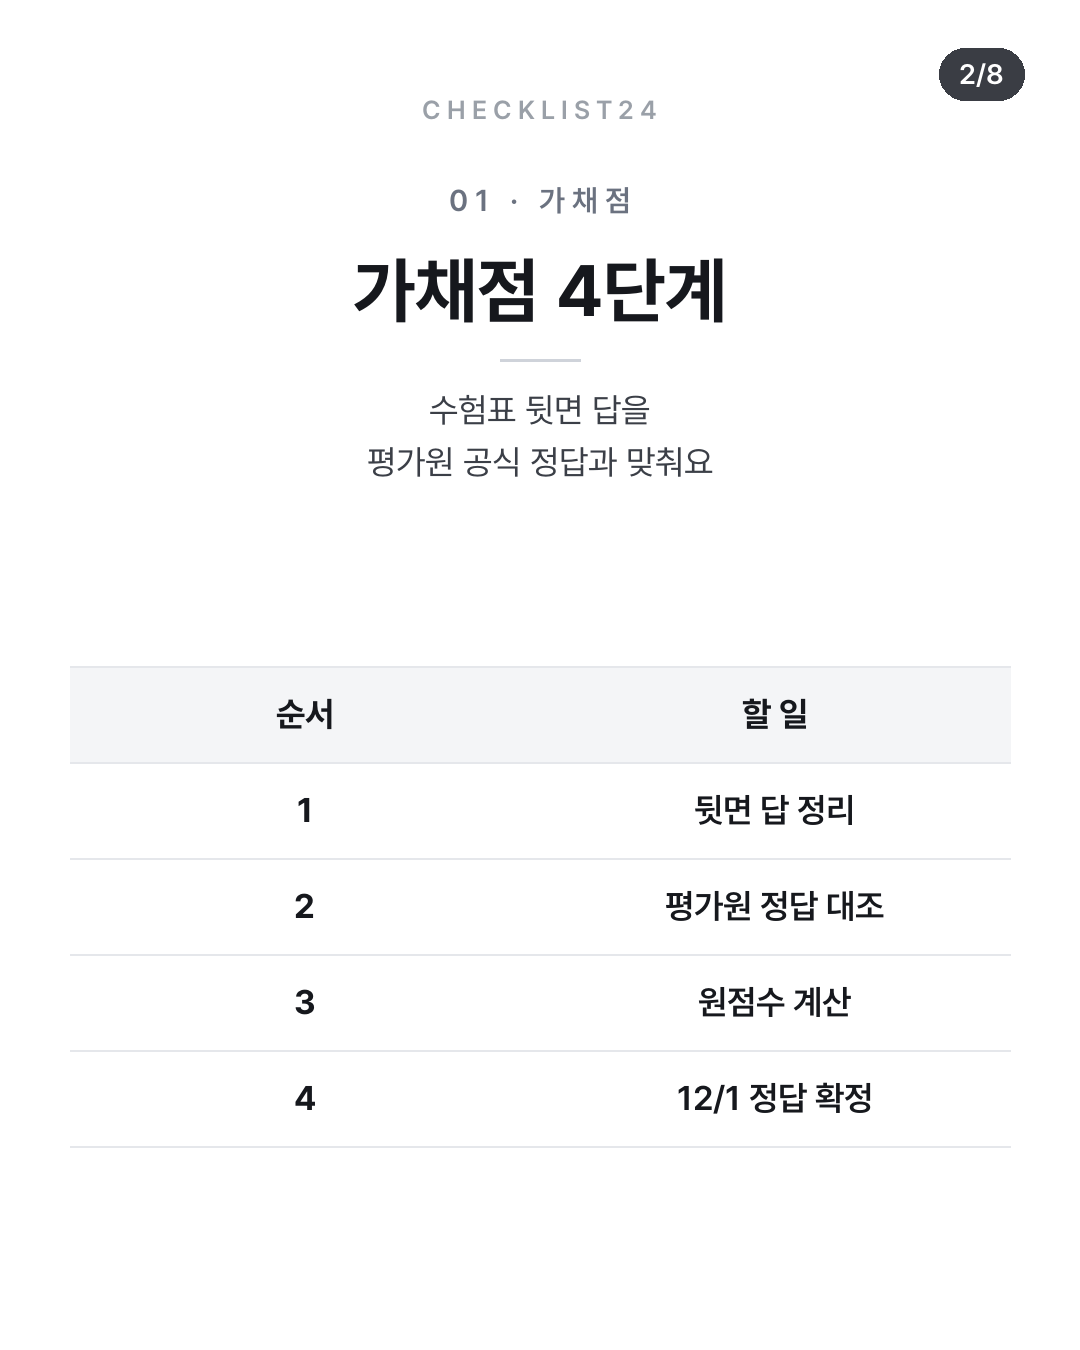 2/8
CHECKLIST24
01 · 가채점
가채점 4단계
수험표 뒷면 답을
평가원 공식 정답과 맞춰요
순서 할 일
1 뒷면 답 정리
2 평가원 정답 대조
3 원점수 계산
4 12/1 정답 확정